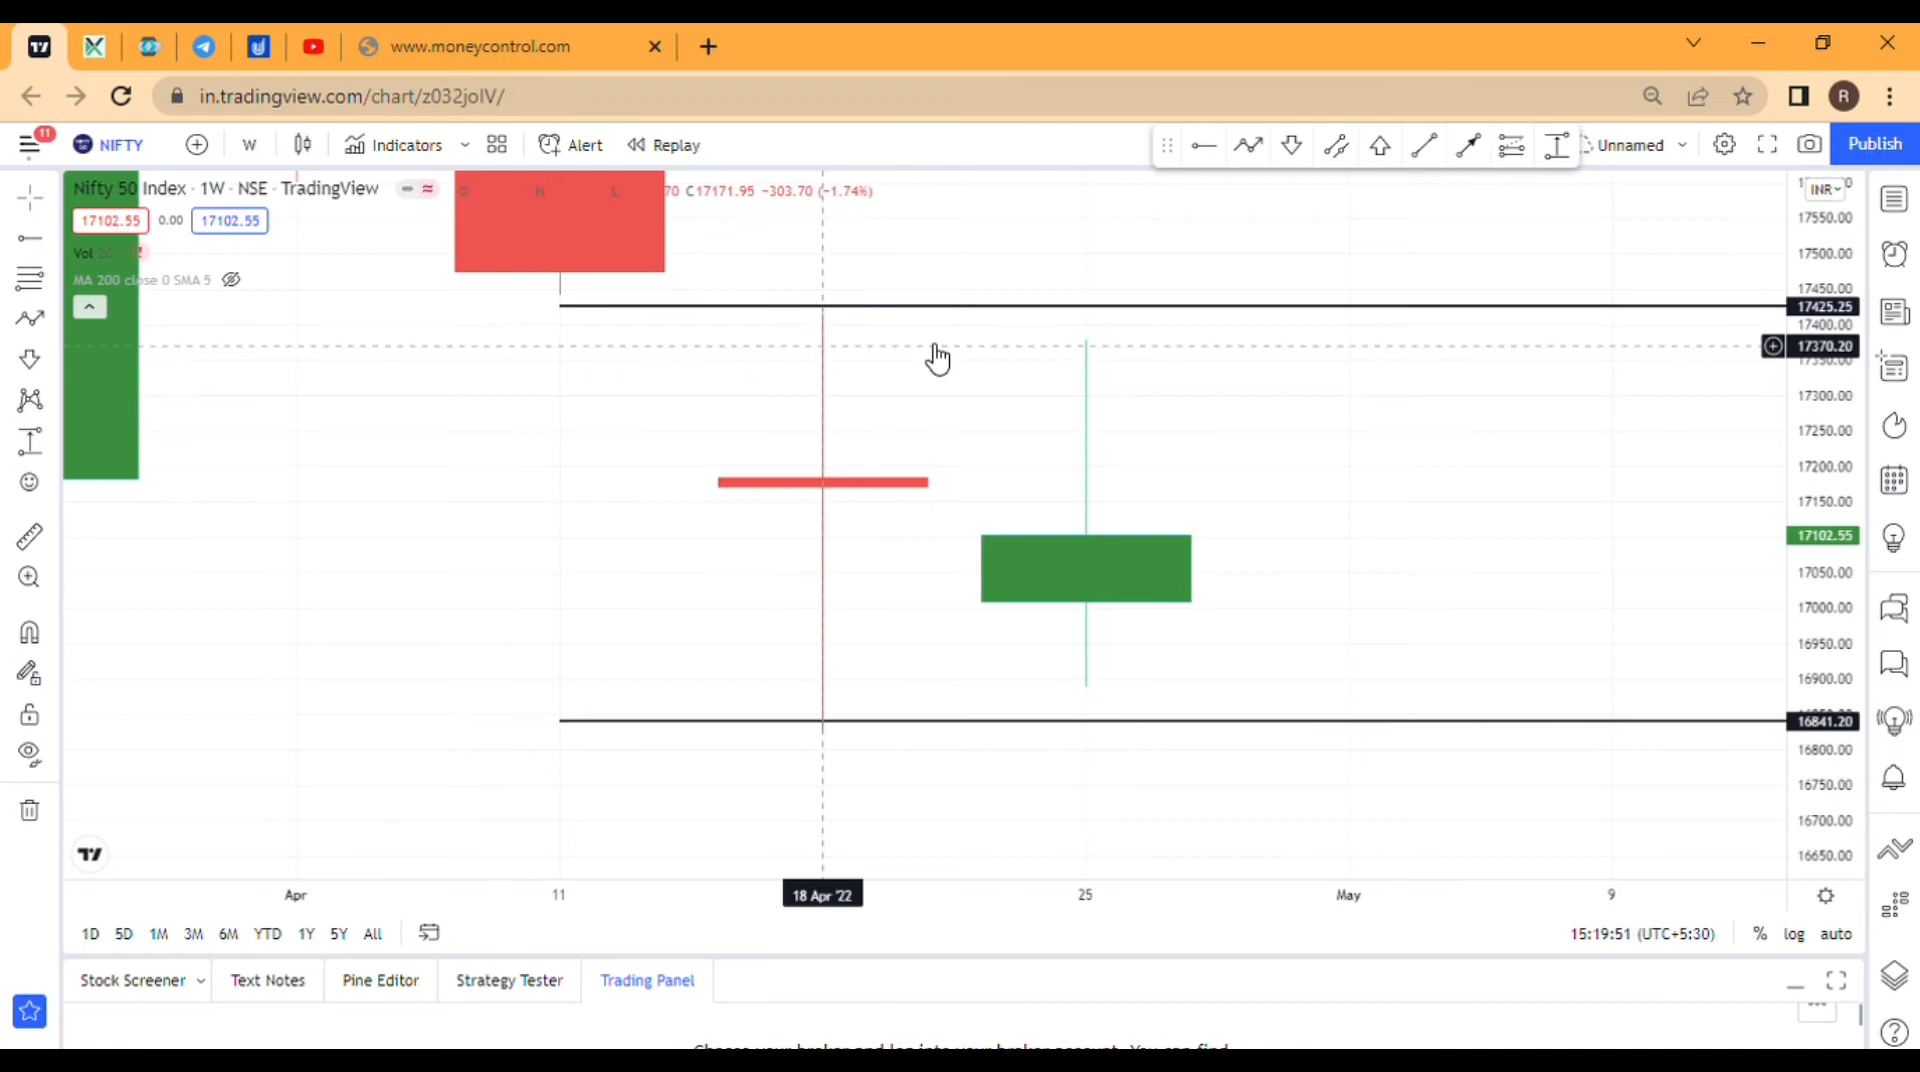 www.moneycontrol.com
in.tradingview.com/chart/z032joIV/
R
11
NIFTY
W
Indicators
Alert
Replay
Unnamed
Publish
Nifty 50 Index · 1W · NSE · TradingView
O H L 70 C17171.95 −303.70 (−1.74%)
INR
17102.55 0.00 17102.55
Vol 20
MA 200 close 0 SMA 5
17550.00
17500.00
17450.00
17425.25
17400.00
17370.20
17350.00
17300.00
17250.00
17200.00
17150.00
17102.55
17050.00
17000.00
16950.00
16900.00
16841.20
16800.00
16750.00
16700.00
16650.00
Apr 11 18 Apr '22 25 May 9
1D 5D 1M 3M 6M YTD 1Y 5Y All
15:19:51 (UTC+5:30) % log auto
Stock Screener Text Notes Pine Editor Strategy Tester Trading Panel